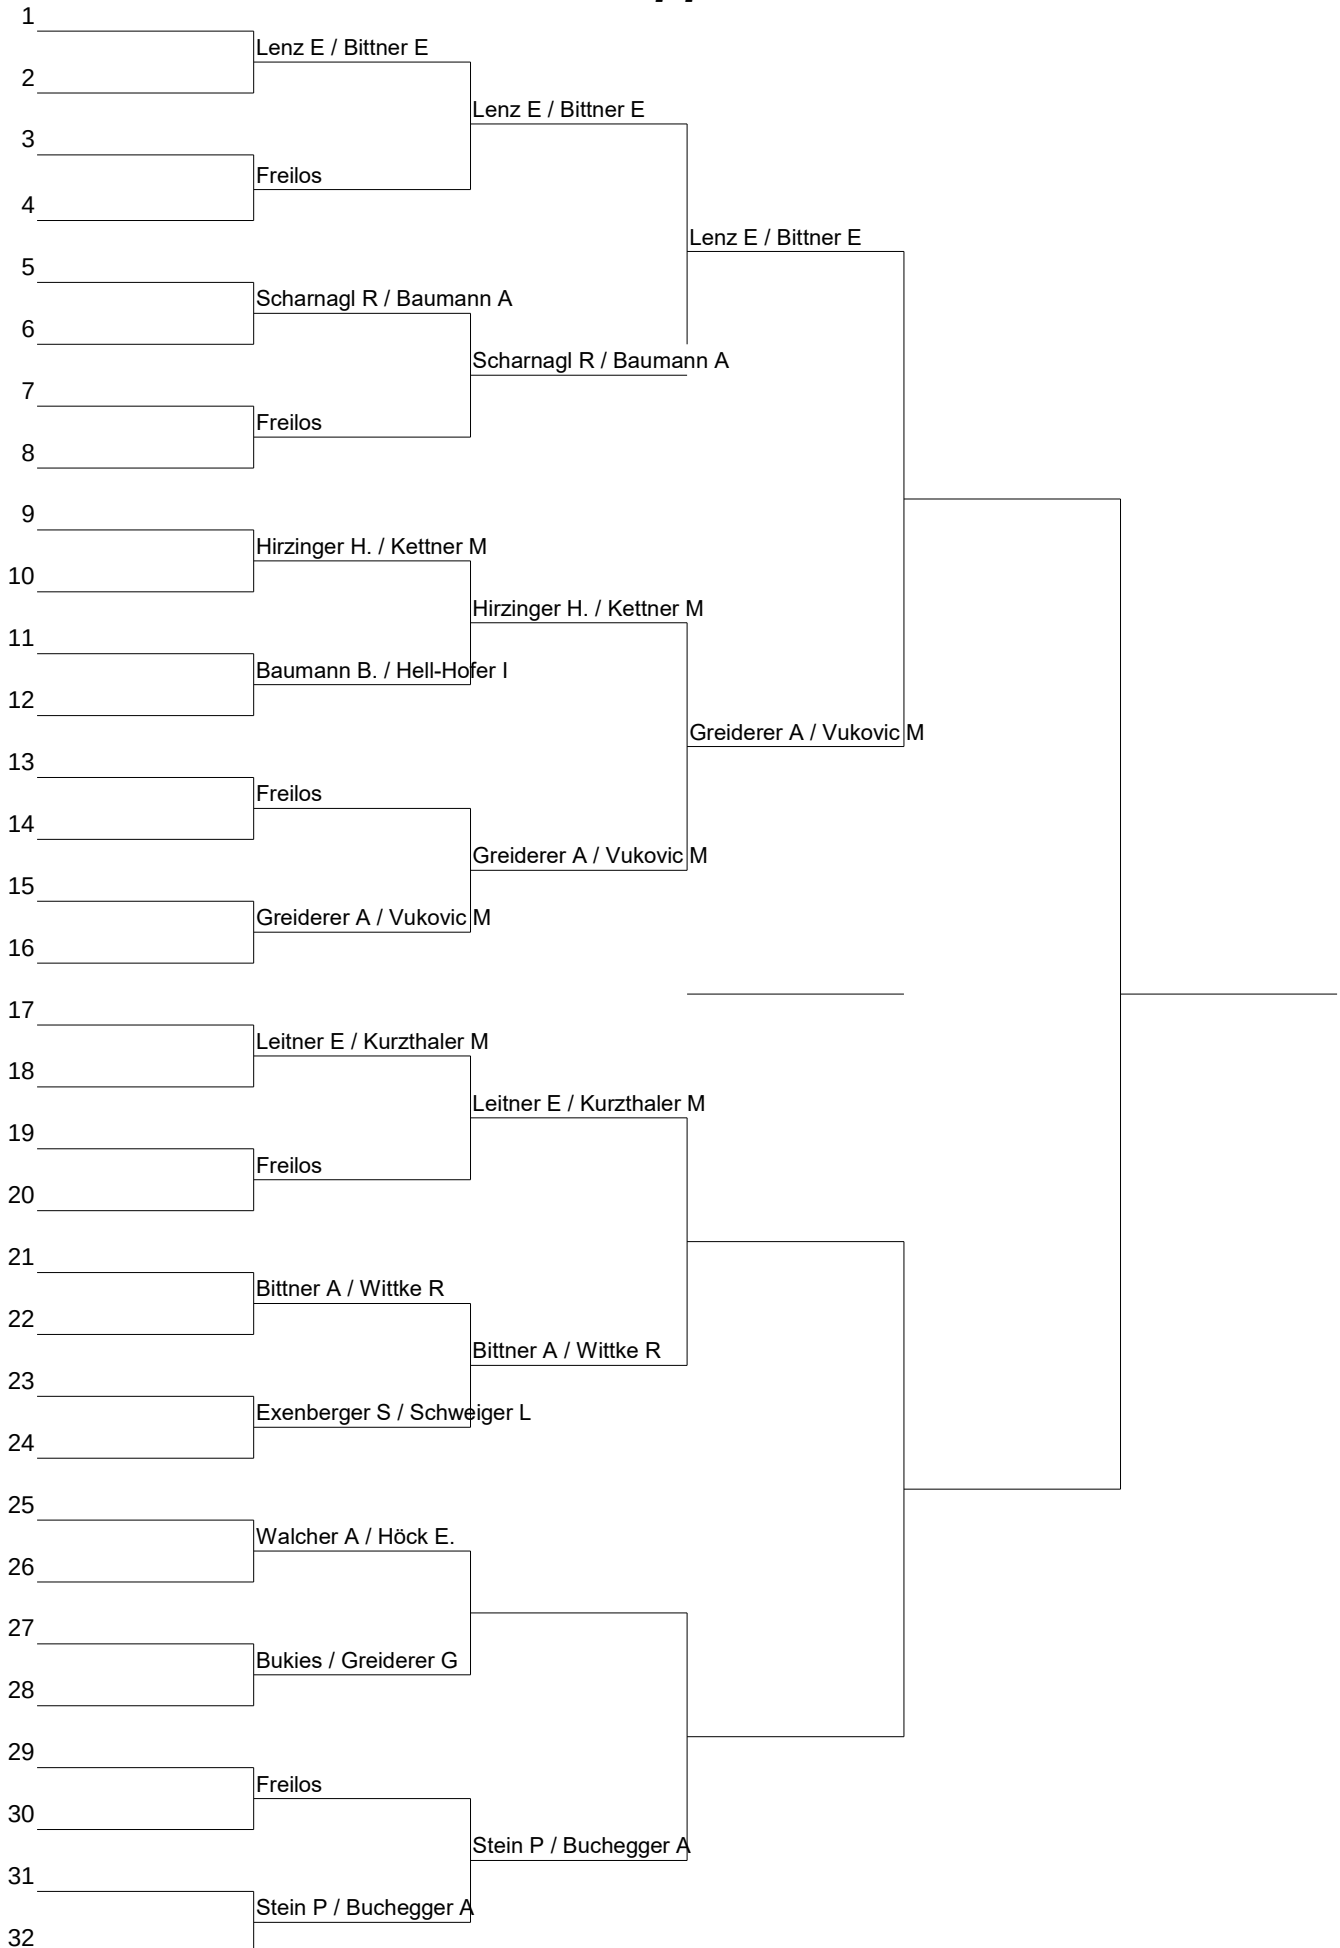 1
Lenz E / Bittner E
2
Lenz E / Bittner E
3
Freilos
4
Lenz E / Bittner E
5
Scharnagl R / Baumann A
6
Scharnagl R / Baumann A
7
Freilos
8
9
Hirzinger H. / Kettner M
10
Hirzinger H. / Kettner M
11
Baumann B. / Hell-Hofer I
12
Greiderer A / Vukovic M
13
Freilos
14
Greiderer A / Vukovic M
15
Greiderer A / Vukovic M
16
17
Leitner E / Kurzthaler M
18
Leitner E / Kurzthaler M
19
Freilos
20
21
Bittner A / Wittke R
22
Bittner A / Wittke R
23
Exenberger S / Schweiger L
24
25
Walcher A / Höck E.
26
27
Bukies / Greiderer G
28
29
Freilos
30
Stein P / Buchegger A
31
Stein P / Buchegger A
32